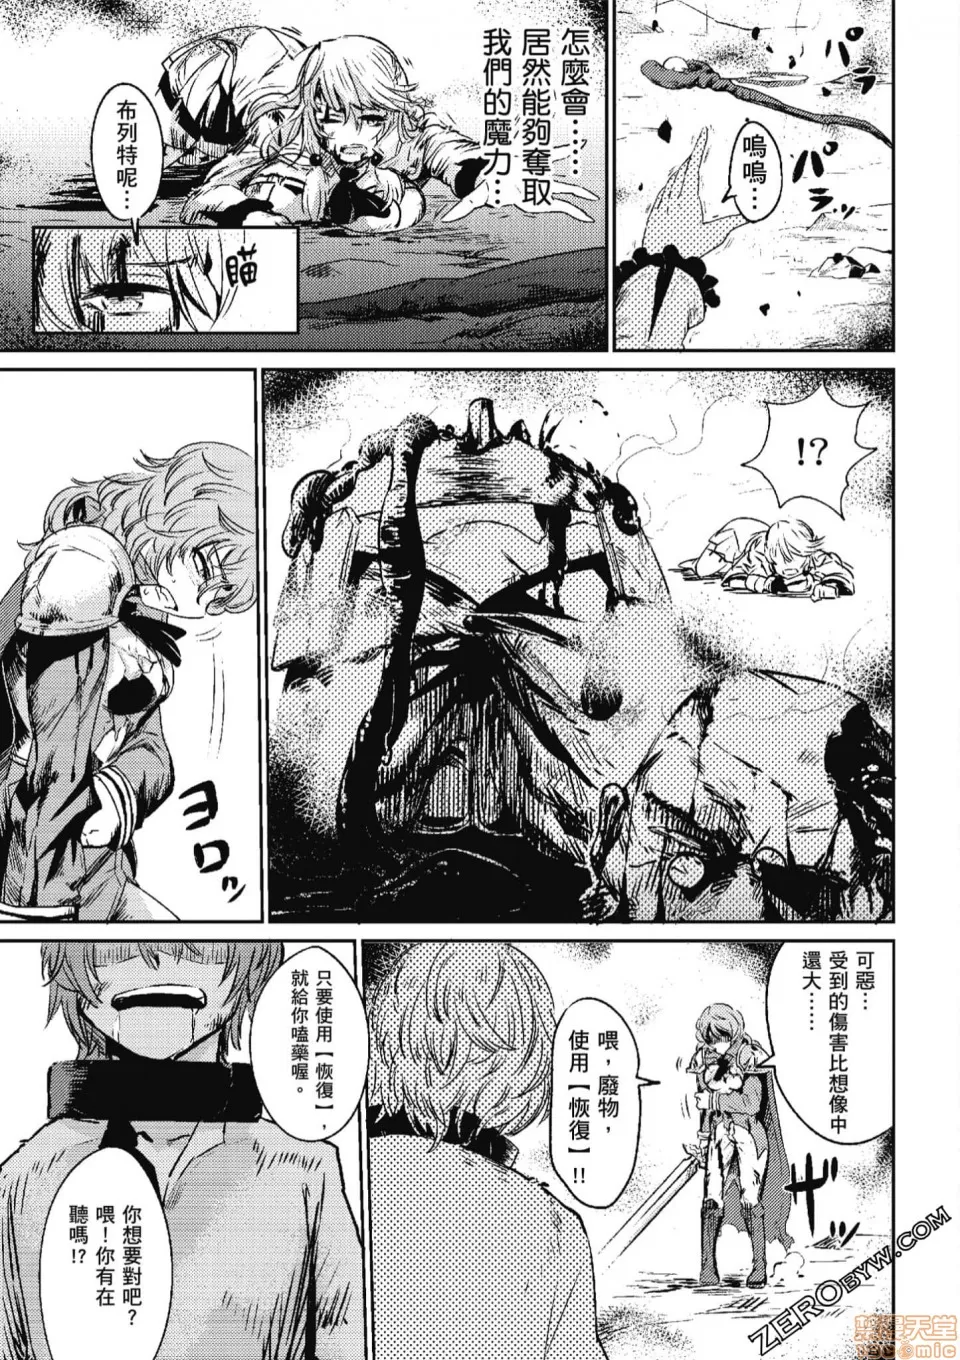 パラ
パラッ
嗚嗚…
怎麼會……
居然能夠奪取
我們的魔力…
布列特呢…
瞄
!?
ヨロッ
可惡…
受到的傷害比想像中
還大……
ザッ
喂，廢物，
使用【恢復】!!
只要使用【恢復】，
就給你嗑藥喔。
你想要對吧？
喂！你有在
聽嗎!?
ZEROBYW.COM
禁漫天堂